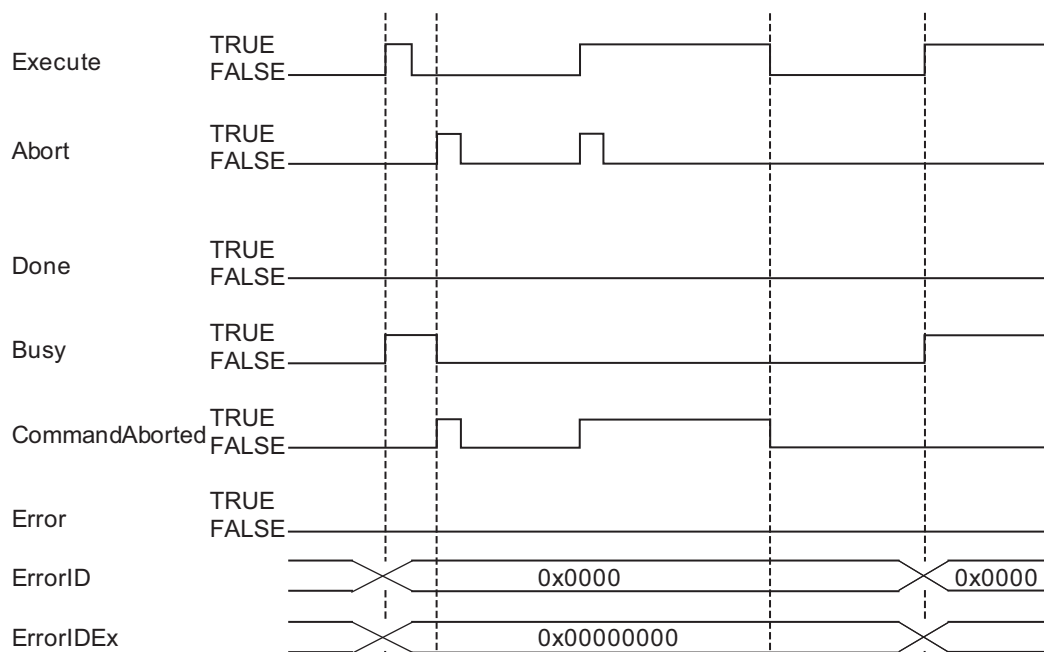 Execute TRUE
FALSE
Abort TRUE
FALSE
Done TRUE
FALSE
Busy TRUE
FALSE
CommandAborted TRUE
FALSE
Error TRUE
FALSE
ErrorID 0x0000 0x0000
ErrorIDEx 0x00000000